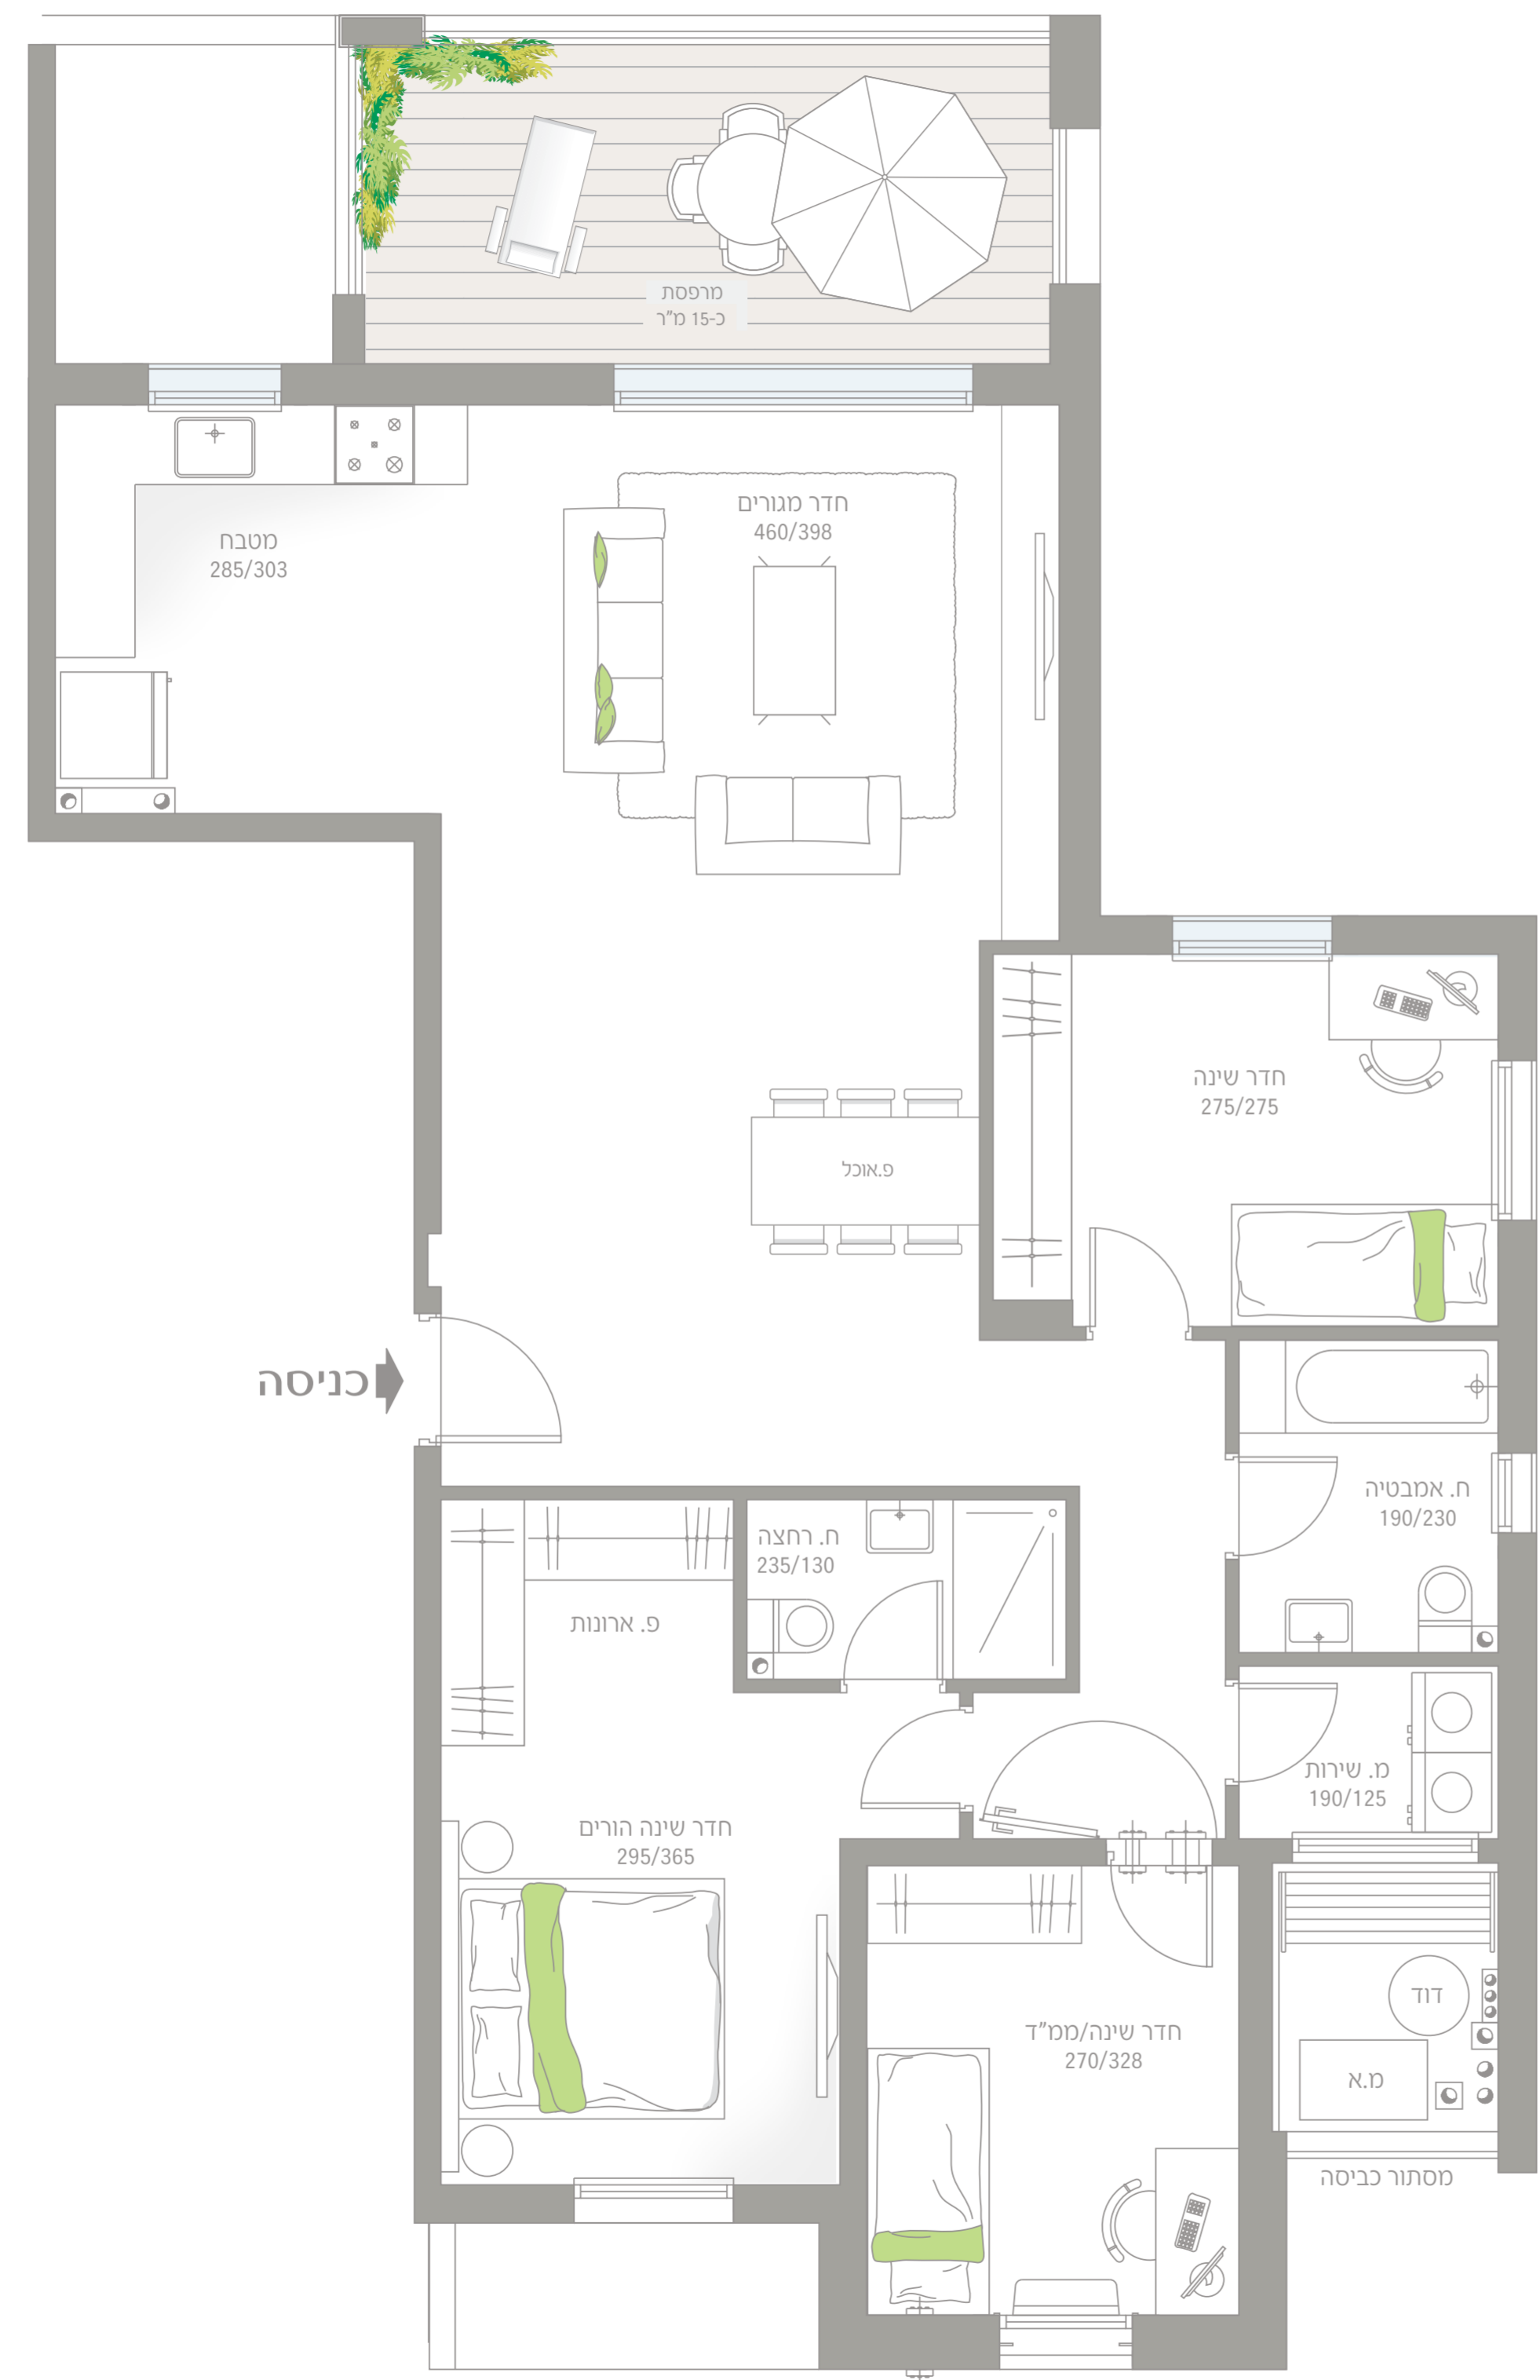 מרפסת
כ-15 מ"ר
חדר מגורים
460/398
מטבח
285/303
חדר שינה
275/275
פ.אוכל
כניסה
ח. אמבטיה
190/230
ח. רחצה
235/130
פ. ארונות
מ. שירות
190/125
חדר שינה הורים
295/365
דוד
חדר שינה/ממ"ד
270/328
מ.א
מסתור כביסה